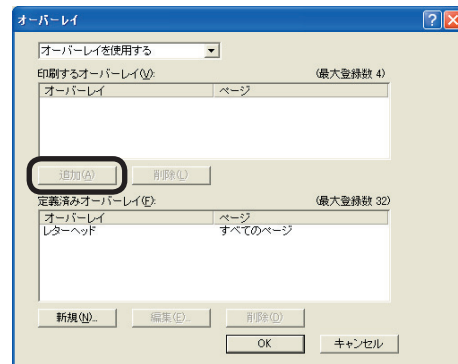 オーバーレイ
オーバーレイを使用する
印刷するオーバーレイ(V): (最大登録数 4)
オーバーレイ ページ
追加(A) 削除(L)
定義済みオーバーレイ(F): (最大登録数 32)
オーバーレイ ページ
レターヘッド すべてのページ
新規(N)... 編集(E)... 削除(D)
OK キャンセル